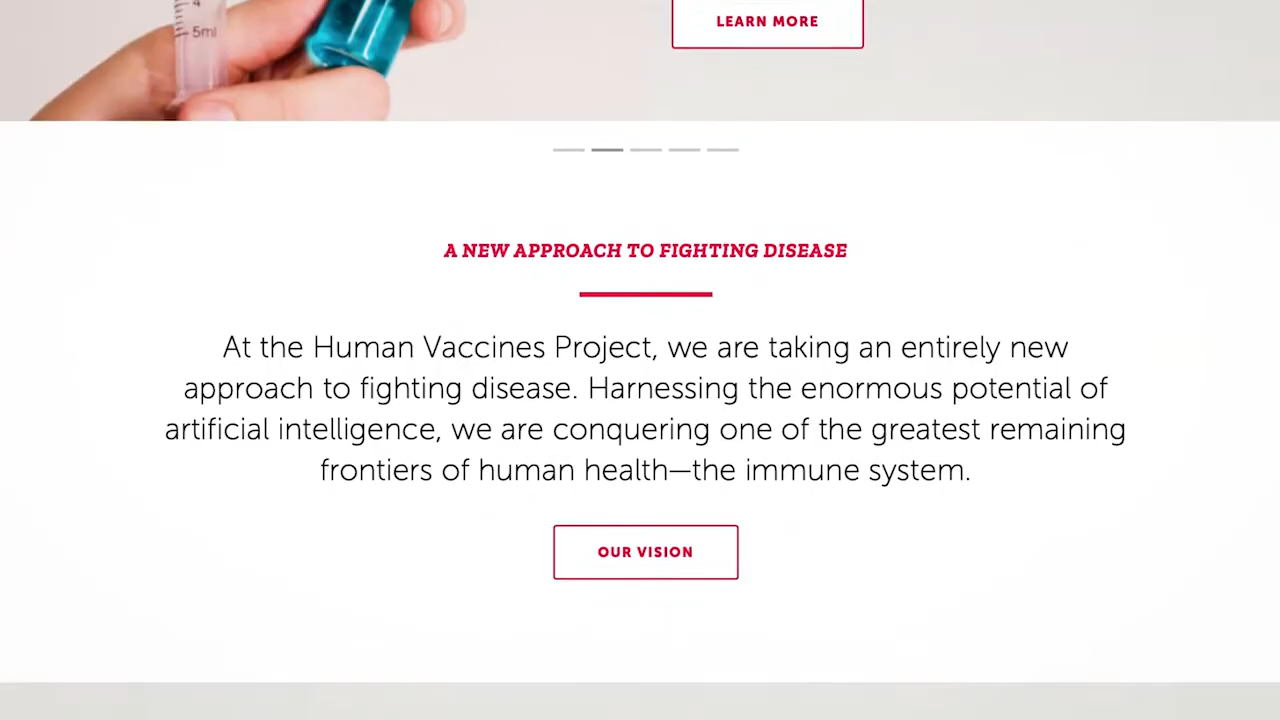 4
5ml
LEARN MORE
A NEW APPROACH TO FIGHTING DISEASE
At the Human Vaccines Project, we are taking an entirely new
approach to fighting disease. Harnessing the enormous potential of
artificial intelligence, we are conquering one of the greatest remaining
frontiers of human health—the immune system.
OUR VISION